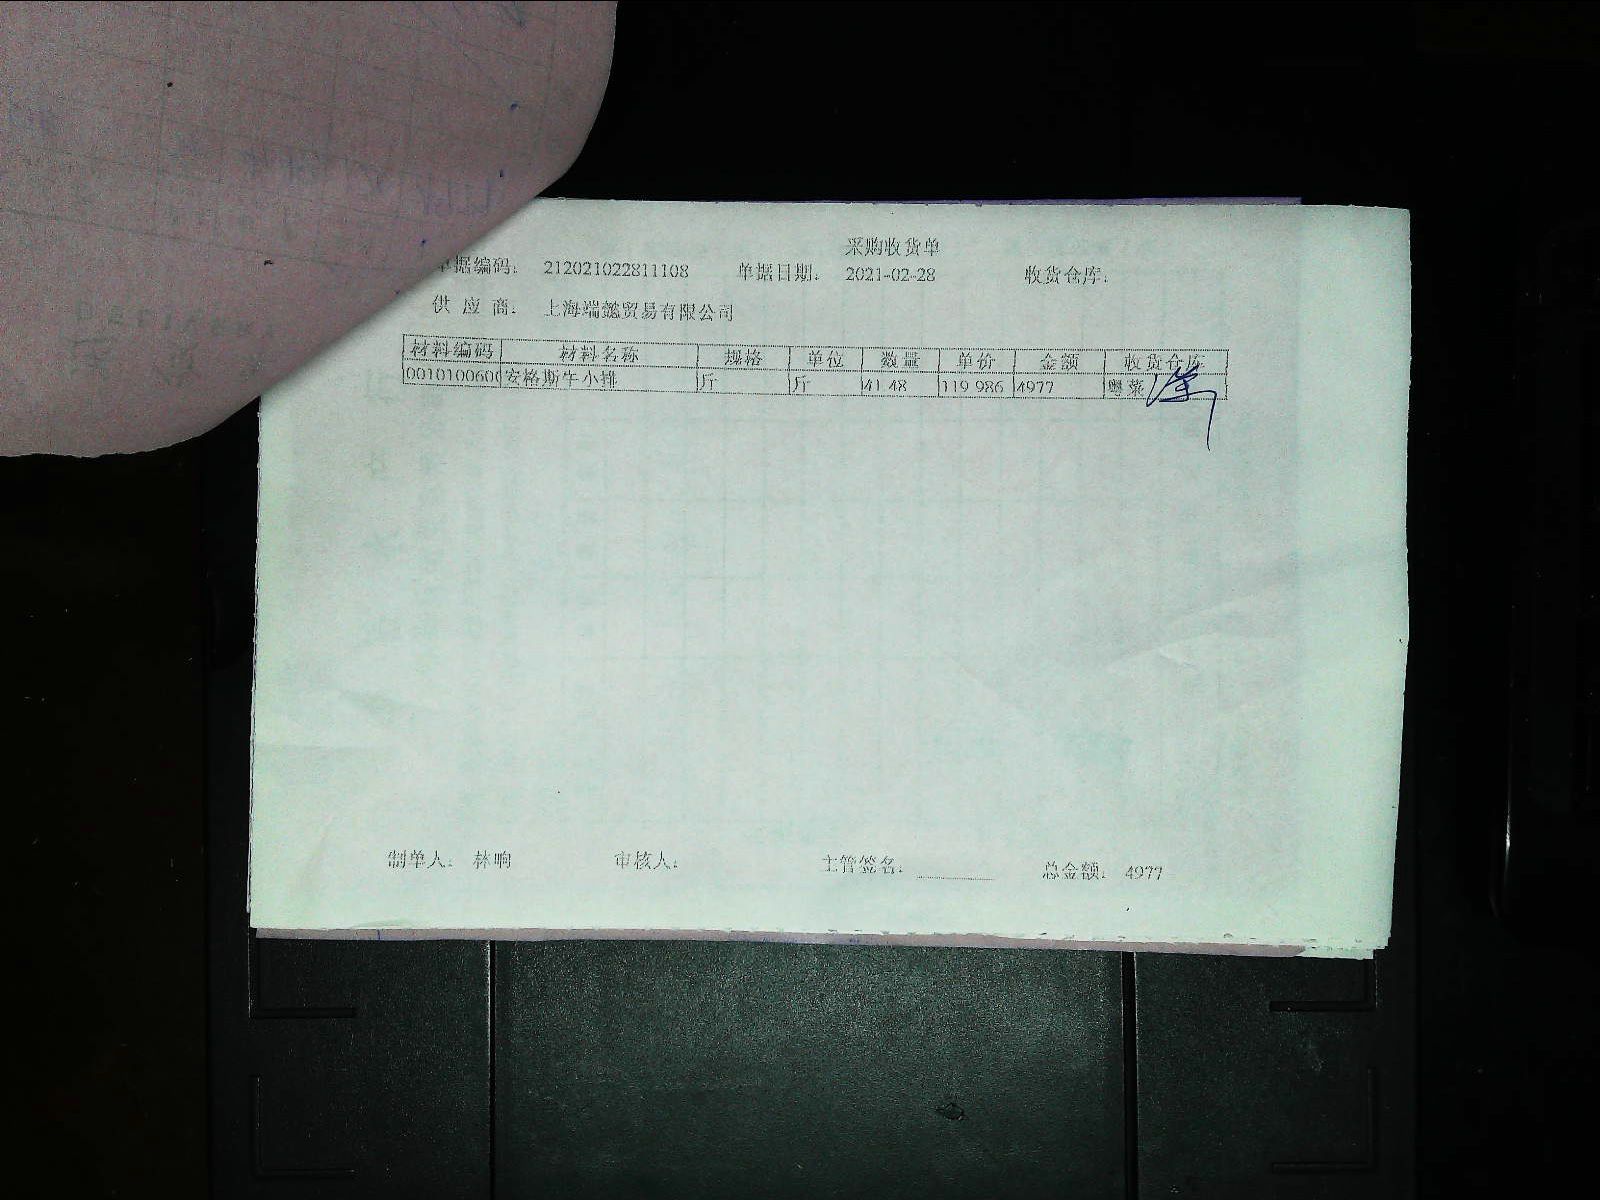 采购收货单
单据编码: 212021022811108 单据日期: 2021-02-28 收货仓库:
供应商: 上海端懿贸易有限公司
材料编码 材料名称 规格 单位 数量 单价 金额 收货仓库
0010100600 安格斯牛小排 斤 斤 41.48 119.986 4977 粤菜
制单人: 林响 审核人: 主管签名: 总金额: 4977